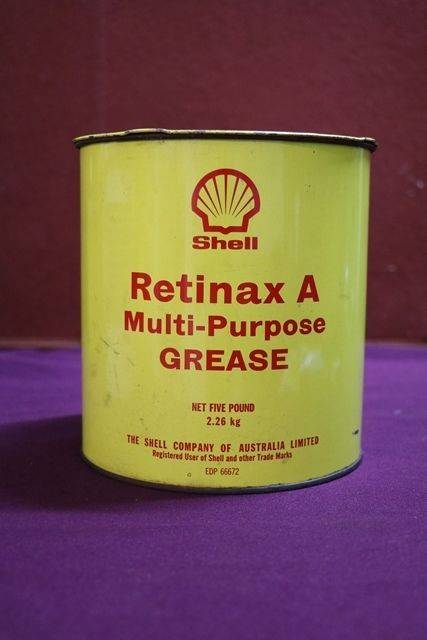 Shell
Retinax A
Multi-Purpose
GREASE
NET FIVE POUND
2.26 kg
THE SHELL COMPANY OF AUSTRALIA LIMITED
Registered User of Shell and other Trade Marks
EDP 66672